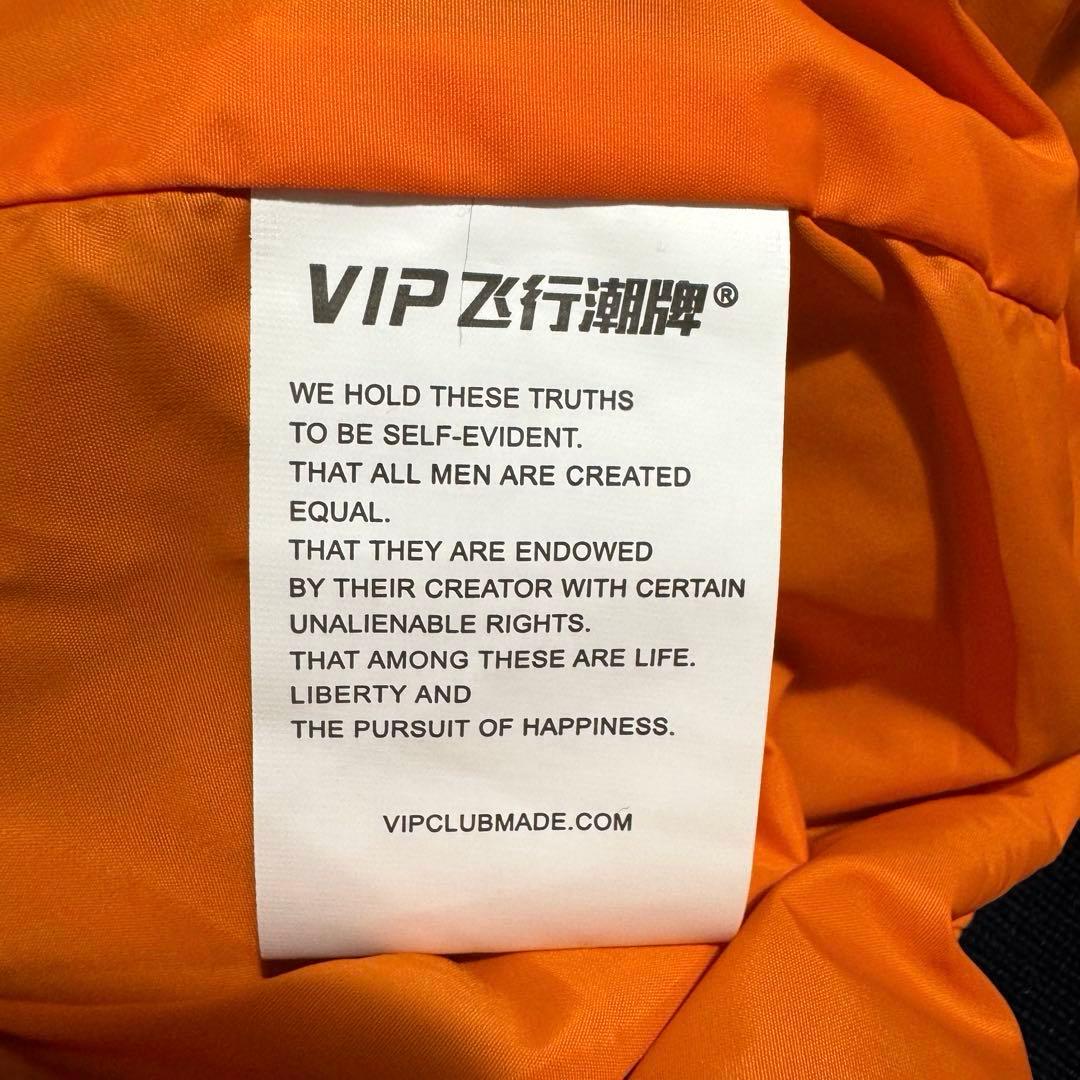 VIP飞行潮牌®
WE HOLD THESE TRUTHS
TO BE SELF-EVIDENT.
THAT ALL MEN ARE CREATED
EQUAL.
THAT THEY ARE ENDOWED
BY THEIR CREATOR WITH CERTAIN
UNALIENABLE RIGHTS.
THAT AMONG THESE ARE LIFE.
LIBERTY AND
THE PURSUIT OF HAPPINESS.
VIPCLUBMADE.COM